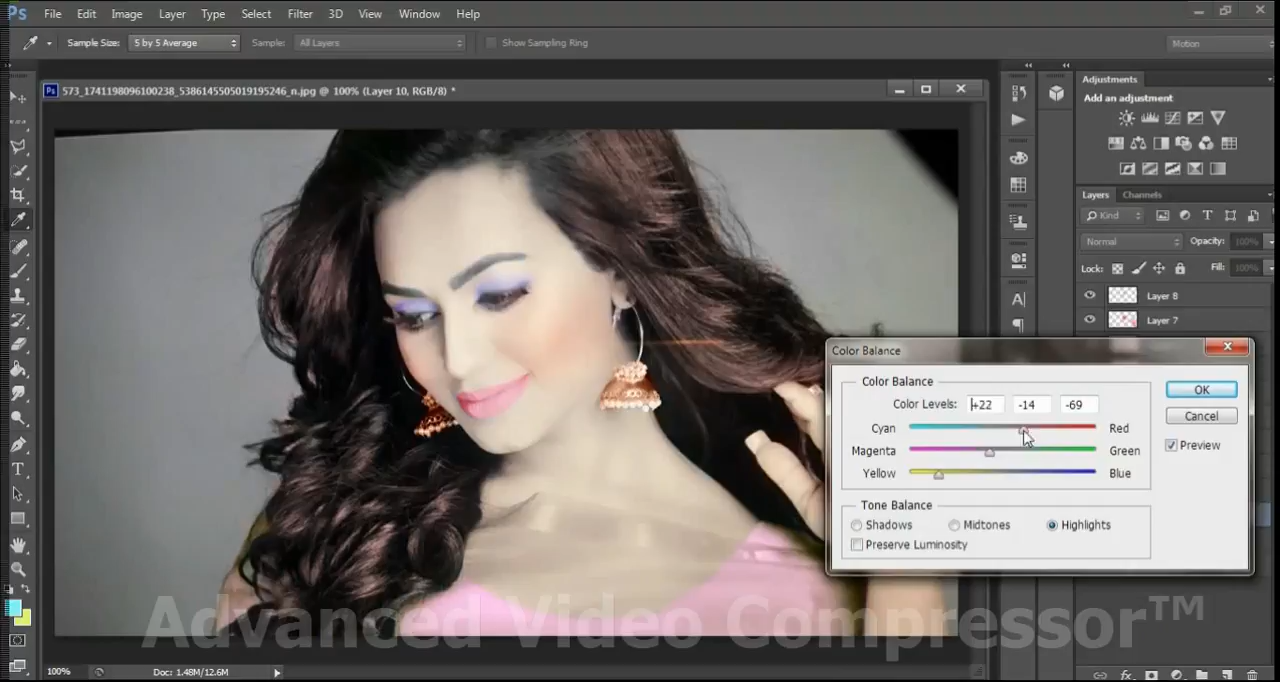 Ps File Edit Image Layer Type Select Filter 3D View Window Help
Sample Size: 5 by 5 Average Sample: All Layers Show Sampling Ring Motion
Ps 573_1741198096100238_5386145505019195246_n.jpg @ 100% (Layer 10, RGB/8) *
Adjustments
Add an adjustment
Layers Channels
Kind
Normal Opacity: 100%
Lock: Fill: 100%
Layer 8
Layer 7
Color Balance
Color Balance
Color Levels: +22 -14 -69
Cyan Red
Magenta Green
Yellow Blue
OK
Cancel
Preview
Tone Balance
Shadows Midtones Highlights
Preserve Luminosity
Advanced Video Compressor™
100% Doc: 1.48M/12.6M